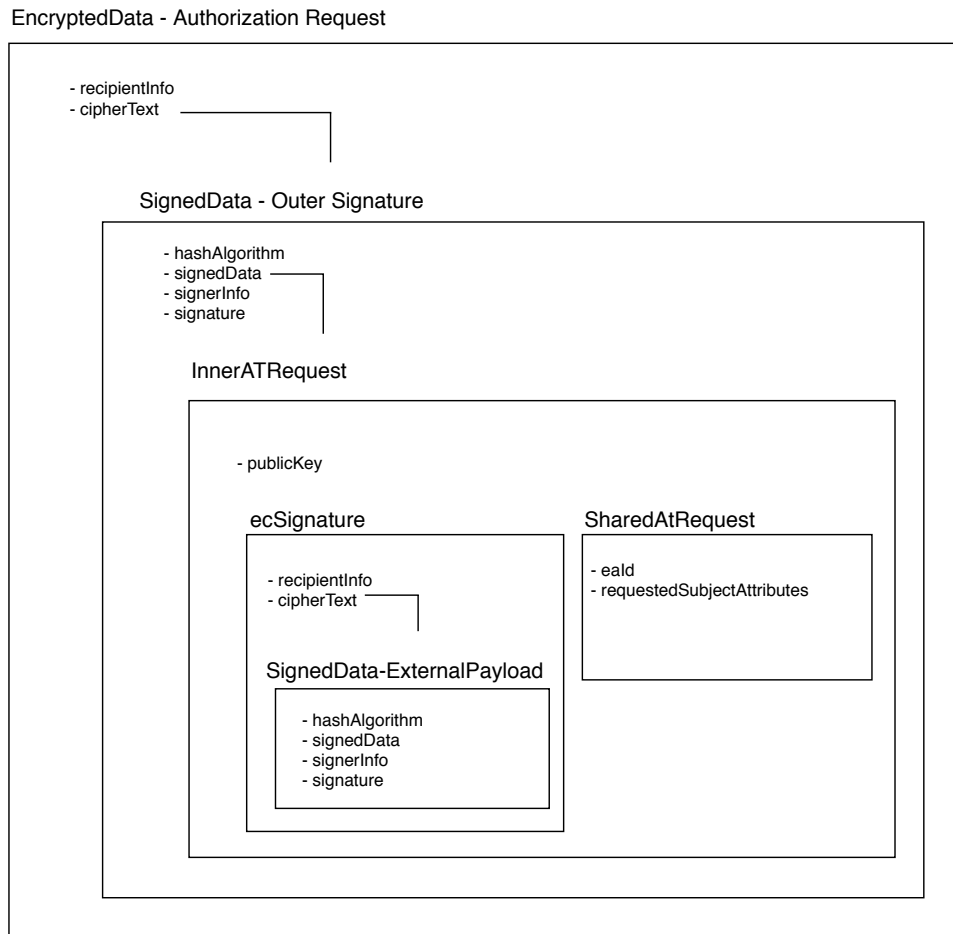 EncryptedData - Authorization Request
- recipientInfo
- cipherText
SignedData - Outer Signature
- hashAlgorithm
- signedData
- signerInfo
- signature
InnerATRequest
- publicKey
ecSignature
- recipientInfo
- cipherText
SignedData-ExternalPayload
- hashAlgorithm
- signedData
- signerInfo
- signature
SharedAtRequest
- eaId
- requestedSubjectAttributes